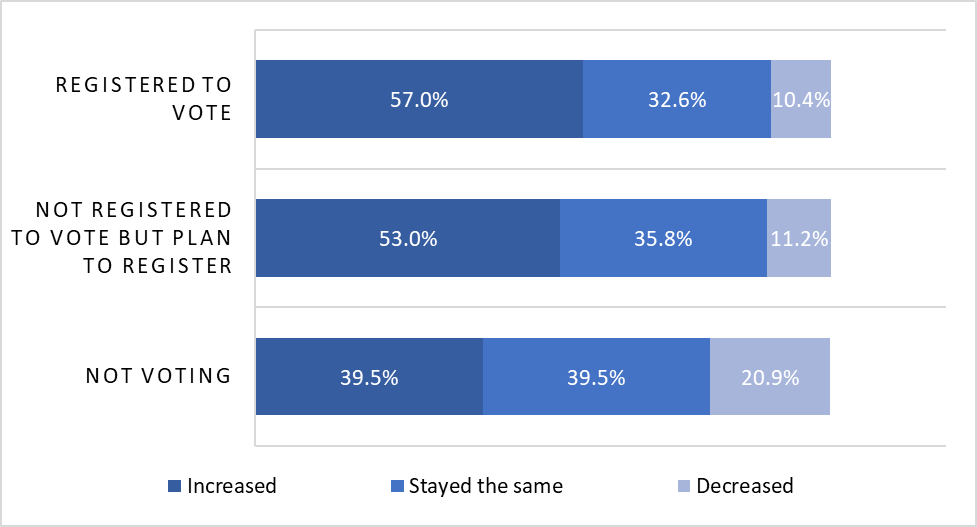 REGISTERED TO
VOTE
57.0% 32.6% 10.4%
NOT REGISTERED
TO VOTE BUT PLAN
TO REGISTER
53.0% 35.8% 11.2%
NOT VOTING
39.5% 39.5% 20.9%
Increased Stayed the same Decreased